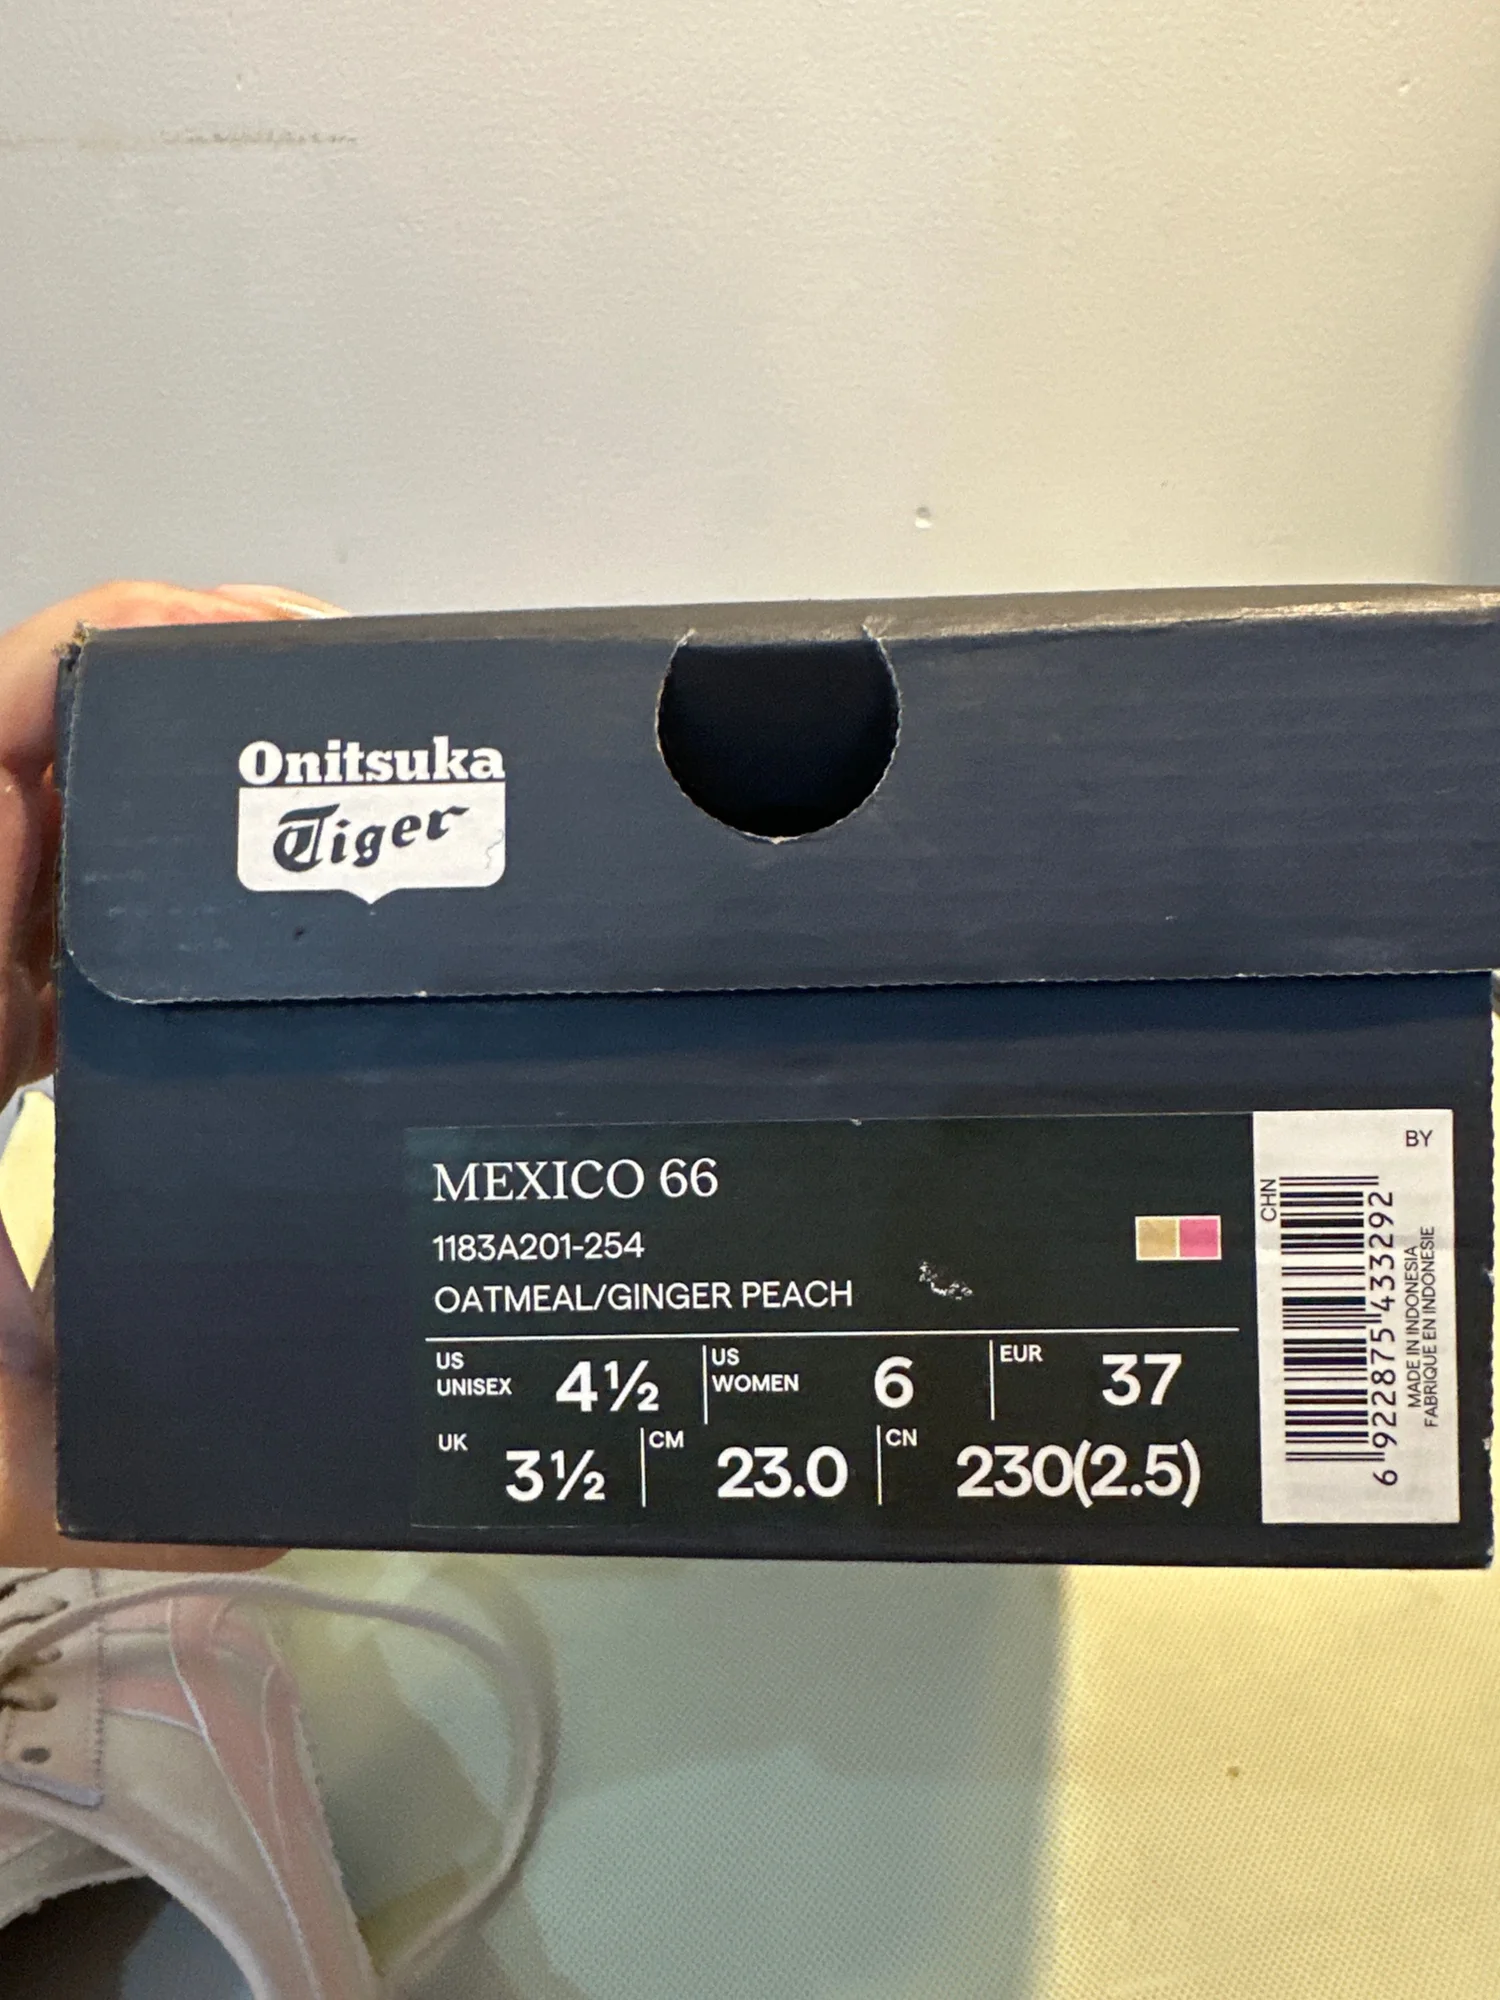 Onitsuka
Tiger
MEXICO 66
1183A201-254
OATMEAL/GINGER PEACH
US UNISEX 4½
US WOMEN 6
EUR 37
UK 3½
CM 23.0
CN 230(2.5)
BY
CHN
6 922875 433292
MADE IN INDONESIA
FABRIQUE EN INDONESIE